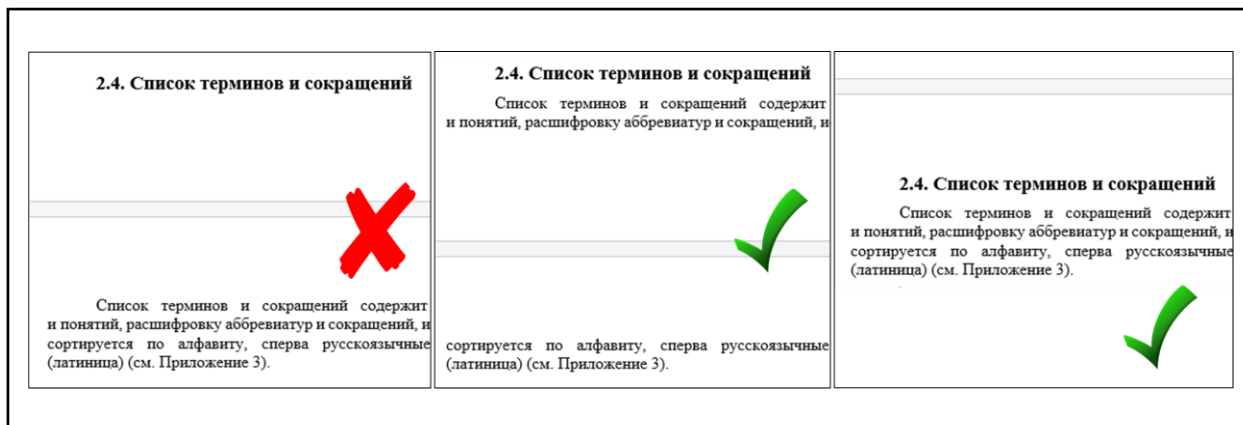 2.4. Список терминов и сокращений
Список терминов и сокращений содержит
и понятий, расшифровку аббревиатур и сокращений, и
сортируется по алфавиту, сперва русскоязычные
(латиница) (см. Приложение 3).
2.4. Список терминов и сокращений
Список терминов и сокращений содержит
и понятий, расшифровку аббревиатур и сокращений, и
сортируется по алфавиту, сперва русскоязычные
(латиница) (см. Приложение 3).
2.4. Список терминов и сокращений
Список терминов и сокращений содержит
и понятий, расшифровку аббревиатур и сокращений, и
сортируется по алфавиту, сперва русскоязычные
(латиница) (см. Приложение 3).